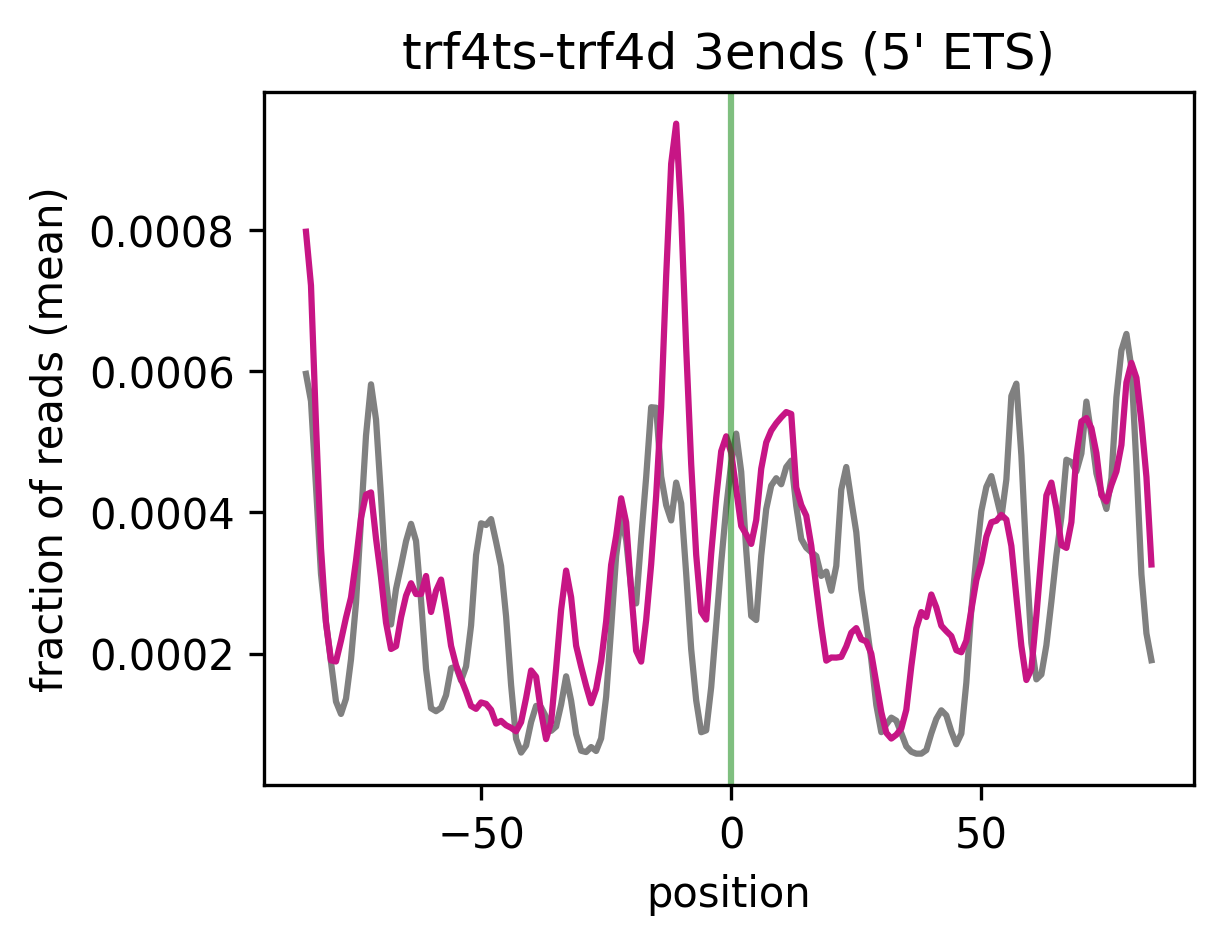 trf4ts-trf4d 3ends (5' ETS)
fraction of reads (mean)
0.0008
0.0006
0.0004
0.0002
−50 0 50
position